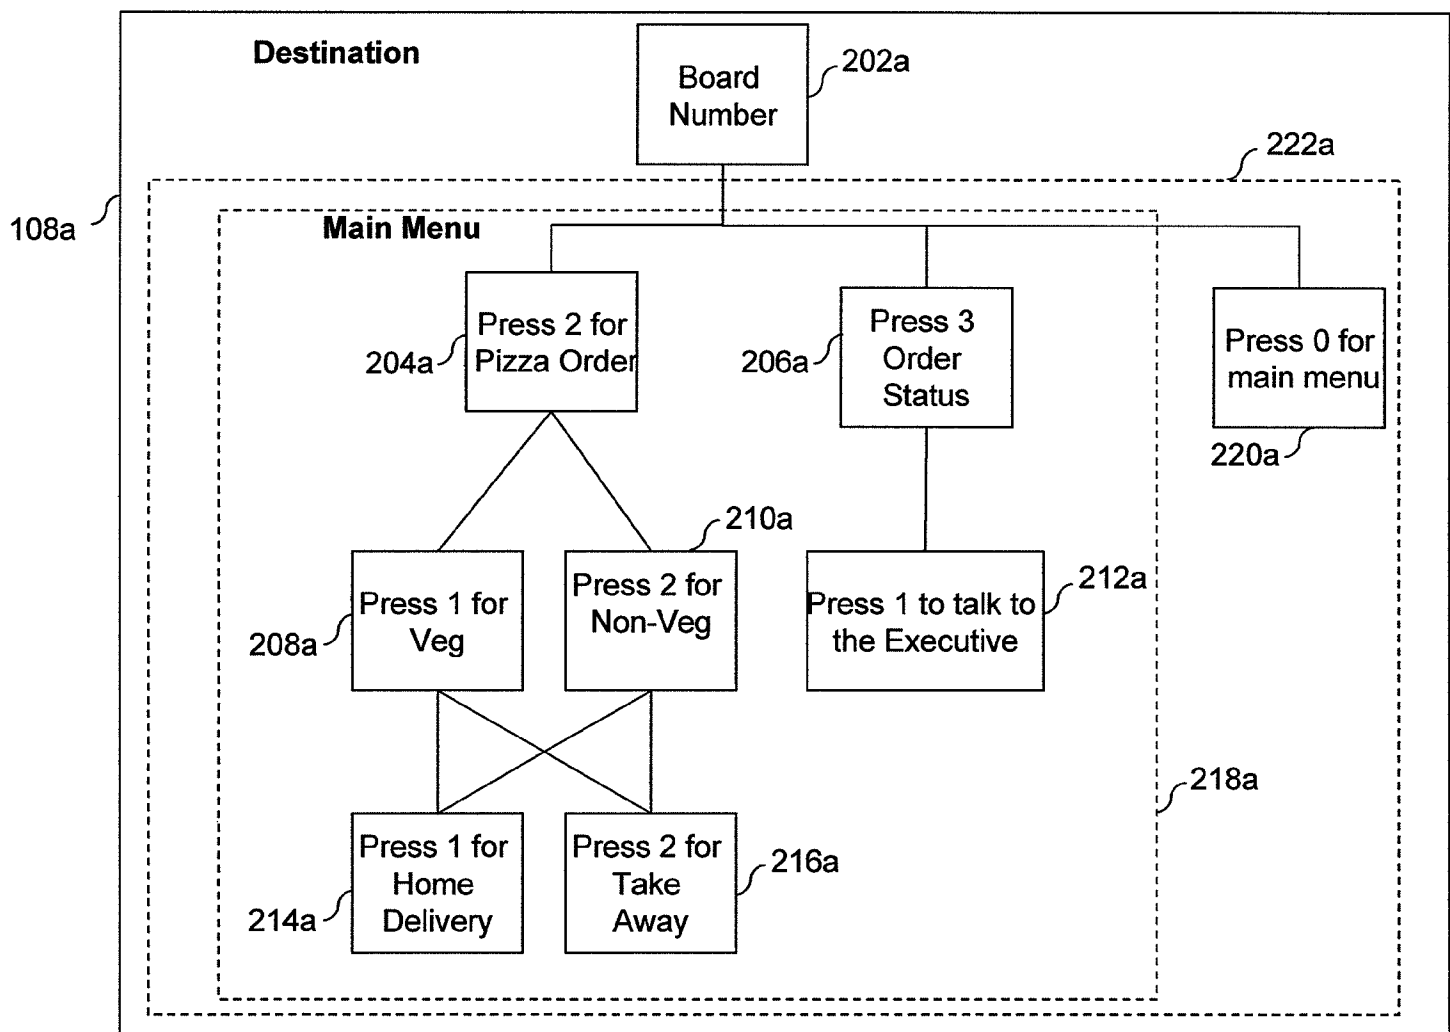 Destination
Board
Number
202a
222a
108a
Main Menu
Press 2 for
Pizza Order
204a
Press 3
Order
Status
206a
Press 0 for
main menu
220a
210a
Press 1 for
Veg
208a
Press 2 for
Non-Veg
Press 1 to talk to
the Executive
212a
218a
Press 1 for
Home
Delivery
214a
Press 2 for
Take
Away
216a